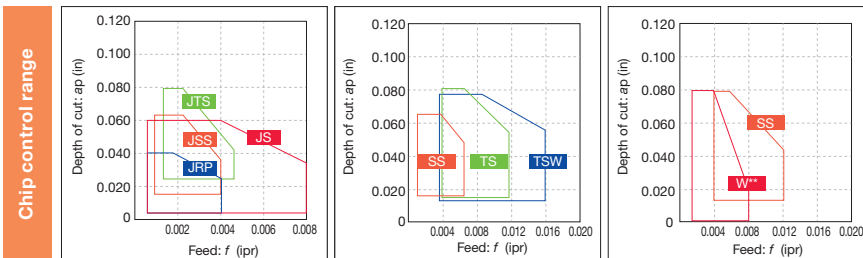 Chip control range
Depth of cut: ap (in)
0.120
0.100
0.080
0.060
0.040
0.020
0
JTS
JSS
JS
JRP
0.002
0.004
0.006
0.008
Feed: f (ipr)
Depth of cut: ap (in)
0.120
0.100
0.080
0.060
0.040
0.020
0
SS
TS
TSW
0.004
0.008
0.012
0.016
0.020
Feed: f (ipr)
Depth of cut: ap (in)
0.120
0.100
0.080
0.060
0.040
0.020
0
SS
W**
0.004
0.008
0.012
0.016
0.020
Feed: f (ipr)